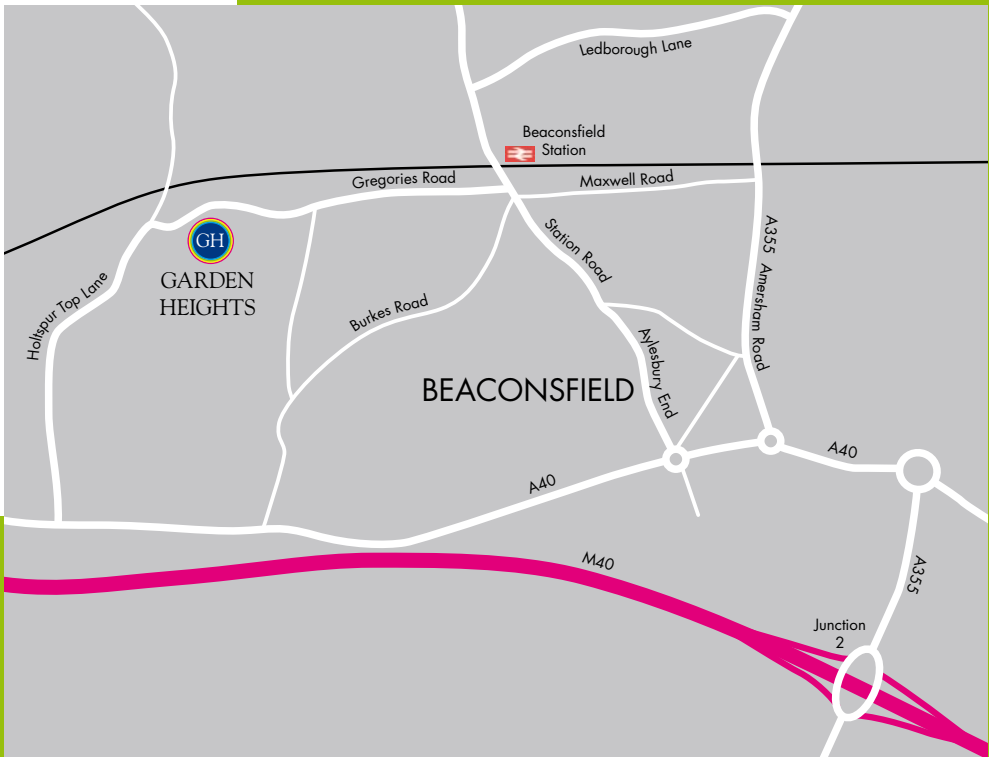 Ledborough Lane
Beaconsfield
Station
Gregories Road
Maxwell Road
GH
GARDEN
HEIGHTS
Station Road
A355 Amersham Road
Holtspur Top Lane
Burkes Road
Aylesbury End
BEACONSFIELD
A40
A40
M40
A355
Junction
2